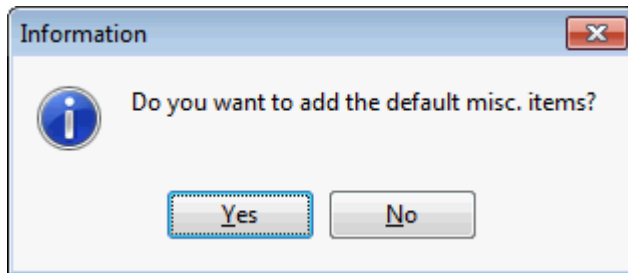 Information
Do you want to add the default misc. items?
Yes
No